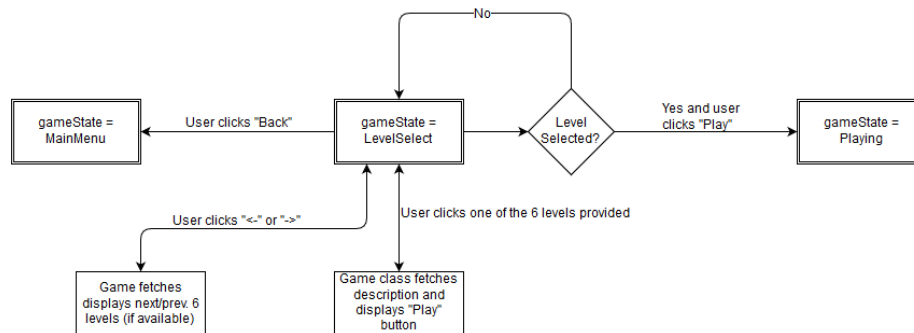 No
gameState =
MainMenu
User clicks "Back"
gameState =
LevelSelect
Level
Selected?
Yes and user
clicks "Play"
gameState =
Playing
User clicks "<-" or "->"
User clicks one of the 6 levels provided
Game fetches
displays next/prev. 6
levels (if available)
Game class fetches
description and
displays "Play"
button